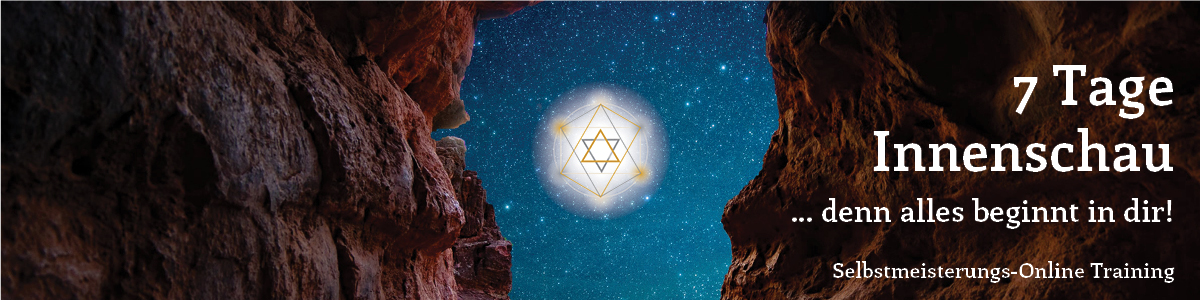 7 Tage
Innenschau
... denn alles beginnt in dir!
Selbstmeisterungs-Online Training